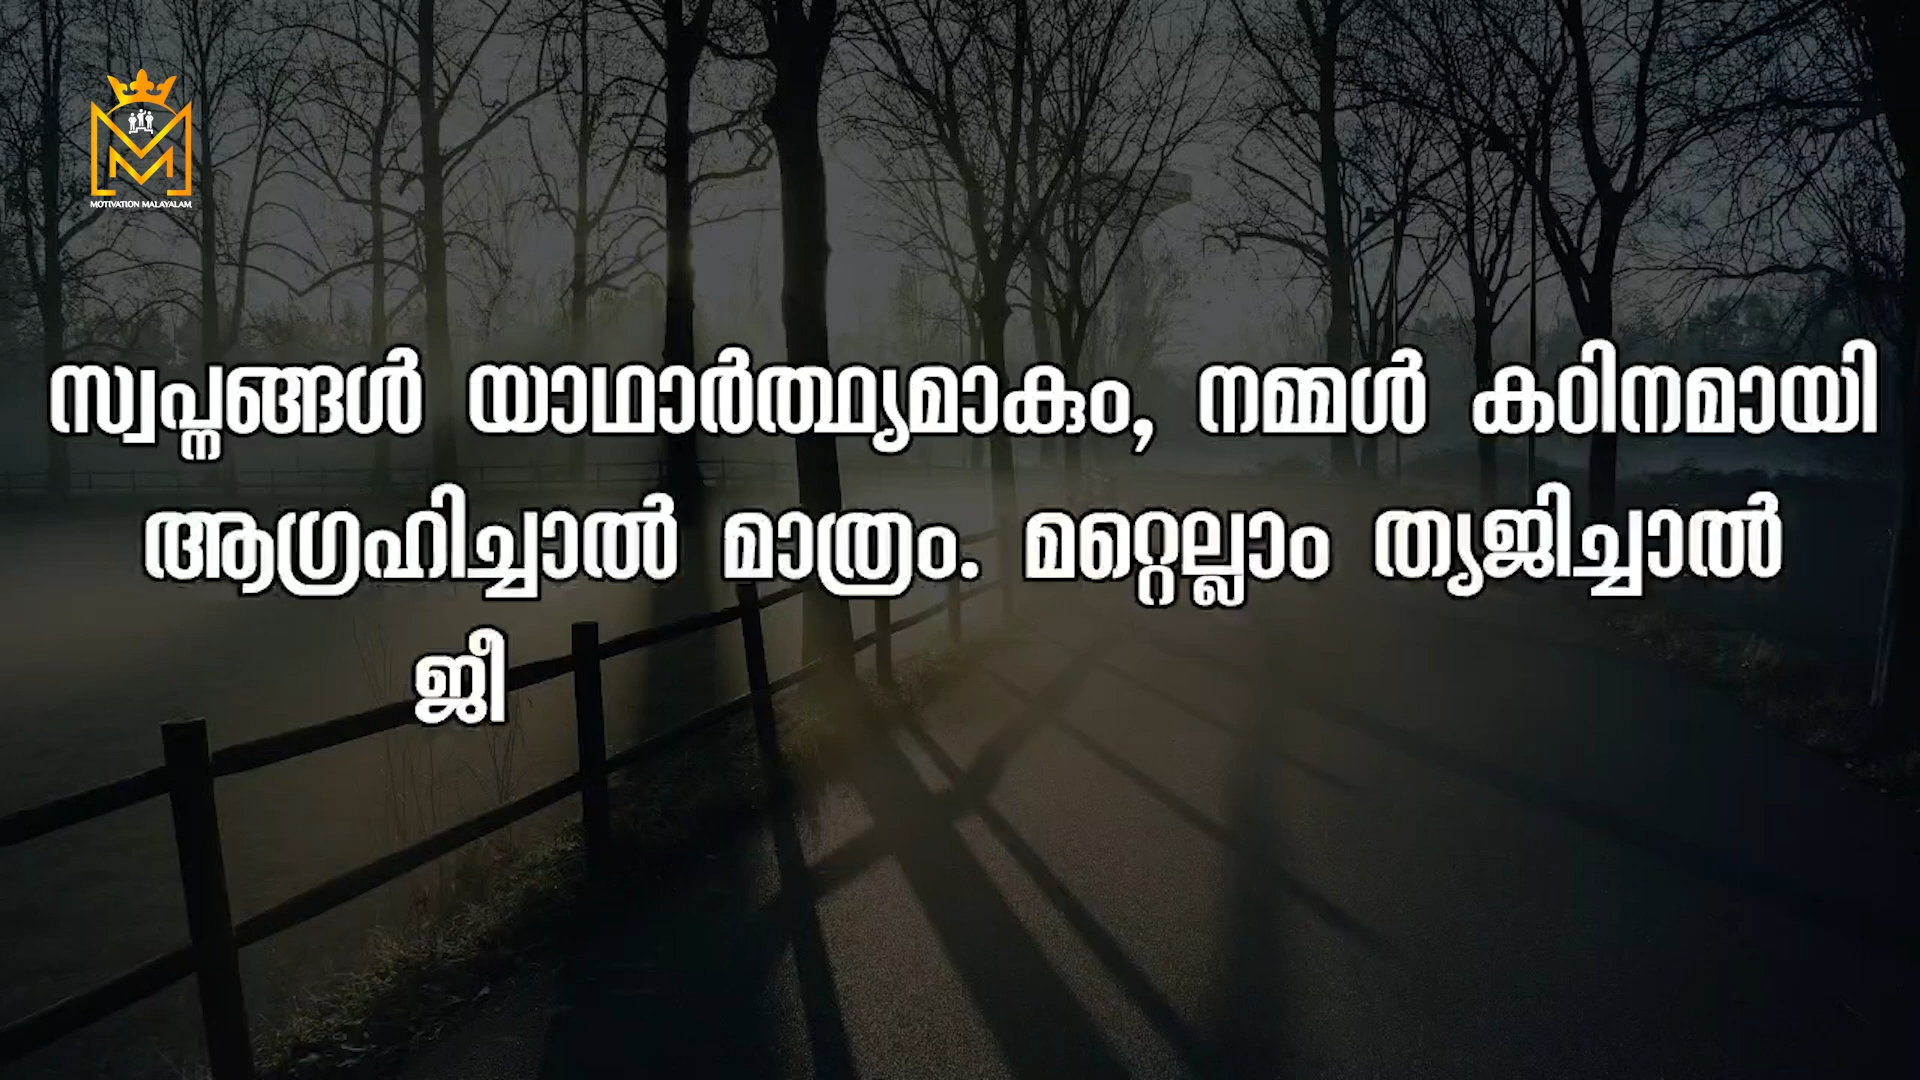 MOTIVATION MALAYALAM
സ്വപ്നങ്ങൾ യാഥാർത്ഥ്യമാകും, നമ്മൾ കഠിനമായി
ആഗ്രഹിച്ചാൽ മാത്രം. മറ്റെല്ലാം ത്യജിച്ചാൽ
ജീ